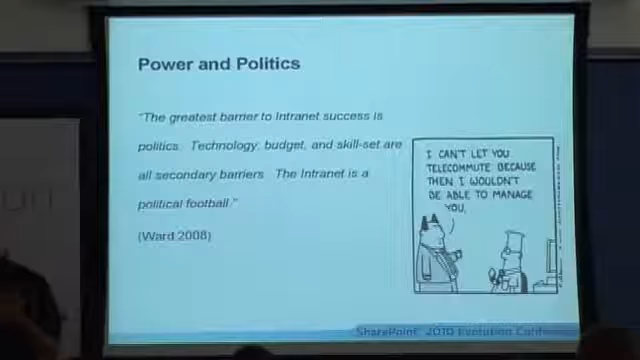 Power and Politics
"The greatest barrier to Intranet success is
politics. Technology, budget, and skill-set are
all secondary barriers. The Intranet is a
political football."
(Ward 2008)
I CAN'T LET YOU
TELECOMMUTE BECAUSE
THEN I WOULDN'T
BE ABLE TO MANAGE
YOU.
SharePoint 2010 Evolution Confe